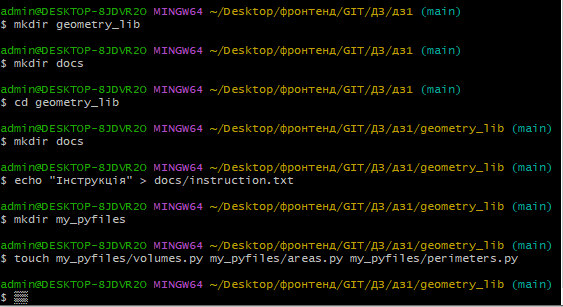 admin@DESKTOP-8JDVR2O MINGW64 ~/Desktop/фронтенд/GIT/ДЗ/дз1 (main)
$ mkdir geometry_lib
admin@DESKTOP-8JDVR2O MINGW64 ~/Desktop/фронтенд/GIT/ДЗ/дз1 (main)
$ mkdir docs
admin@DESKTOP-8JDVR2O MINGW64 ~/Desktop/фронтенд/GIT/ДЗ/дз1 (main)
$ cd geometry_lib
admin@DESKTOP-8JDVR2O MINGW64 ~/Desktop/фронтенд/GIT/ДЗ/дз1/geometry_lib (main)
$ mkdir docs
admin@DESKTOP-8JDVR2O MINGW64 ~/Desktop/фронтенд/GIT/ДЗ/дз1/geometry_lib (main)
$ echo "Інструкція" > docs/instruction.txt
admin@DESKTOP-8JDVR2O MINGW64 ~/Desktop/фронтенд/GIT/ДЗ/дз1/geometry_lib (main)
$ mkdir my_pyfiles
admin@DESKTOP-8JDVR2O MINGW64 ~/Desktop/фронтенд/GIT/ДЗ/дз1/geometry_lib (main)
$ touch my_pyfiles/volumes.py my_pyfiles/areas.py my_pyfiles/perimeters.py
admin@DESKTOP-8JDVR2O MINGW64 ~/Desktop/фронтенд/GIT/ДЗ/дз1/geometry_lib (main)
$